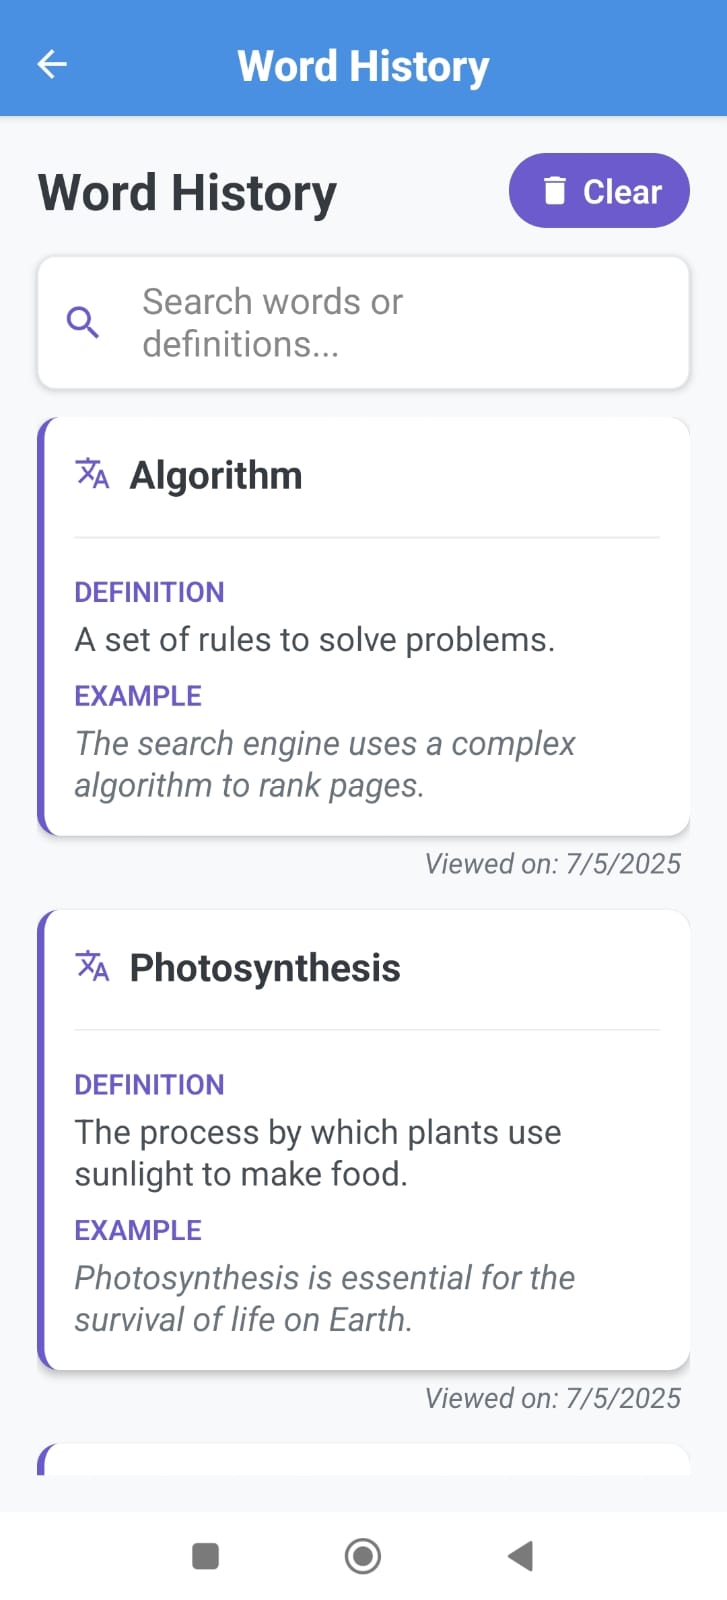 Word History
Word History
Clear
Search words or
definitions...
Algorithm
DEFINITION
A set of rules to solve problems.
EXAMPLE
The search engine uses a complex
algorithm to rank pages.
Viewed on: 7/5/2025
Photosynthesis
DEFINITION
The process by which plants use
sunlight to make food.
EXAMPLE
Photosynthesis is essential for the
survival of life on Earth.
Viewed on: 7/5/2025